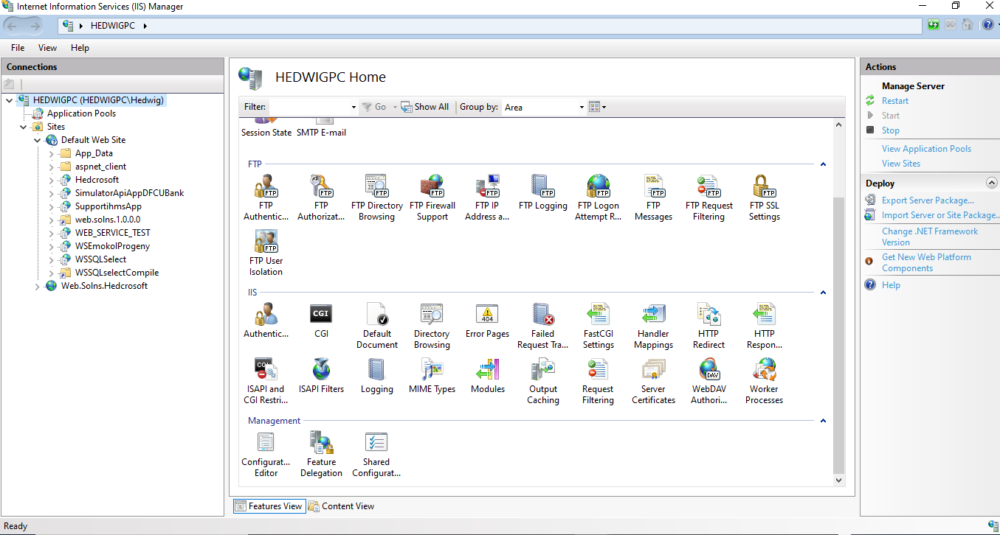 Internet Information Services (IIS) Manager
HEDWIGPC
File View Help
Connections
HEDWIGPC (HEDWIGPC\Hedwig)
Application Pools
Sites
Default Web Site
App_Data
aspnet_client
Hedcrosoft
SimulatorApiAppDFCUBank
SupportihmsApp
web.solns.1.0.0.0
WEB_SERVICE_TEST
WSEmokolProgeny
WSSQLSelect
WSSQLselectCompile
Web.Solns.Hedcrosoft
HEDWIGPC Home
Filter: Go Show All Group by: Area
Session State SMTP E-mail
FTP
FTP Authentic...
FTP Authorizat...
FTP Directory Browsing
FTP Firewall Support
FTP IP Address a...
FTP Logging
FTP Logon Attempt R...
FTP Messages
FTP Request Filtering
FTP SSL Settings
FTP User Isolation
IIS
Authentic...
CGI
Default Document
Directory Browsing
Error Pages
Failed Request Tra...
FastCGI Settings
Handler Mappings
HTTP Redirect
HTTP Respon...
ISAPI and CGI Restri...
ISAPI Filters
Logging
MIME Types
Modules
Output Caching
Request Filtering
Server Certificates
WebDAV Authori...
Worker Processes
Management
Configurat... Editor
Feature Delegation
Shared Configurat...
Features View Content View
Actions
Manage Server
Restart
Start
Stop
View Application Pools
View Sites
Deploy
Export Server Package...
Import Server or Site Package...
Change .NET Framework
Version
Get New Web Platform
Components
Help
Ready